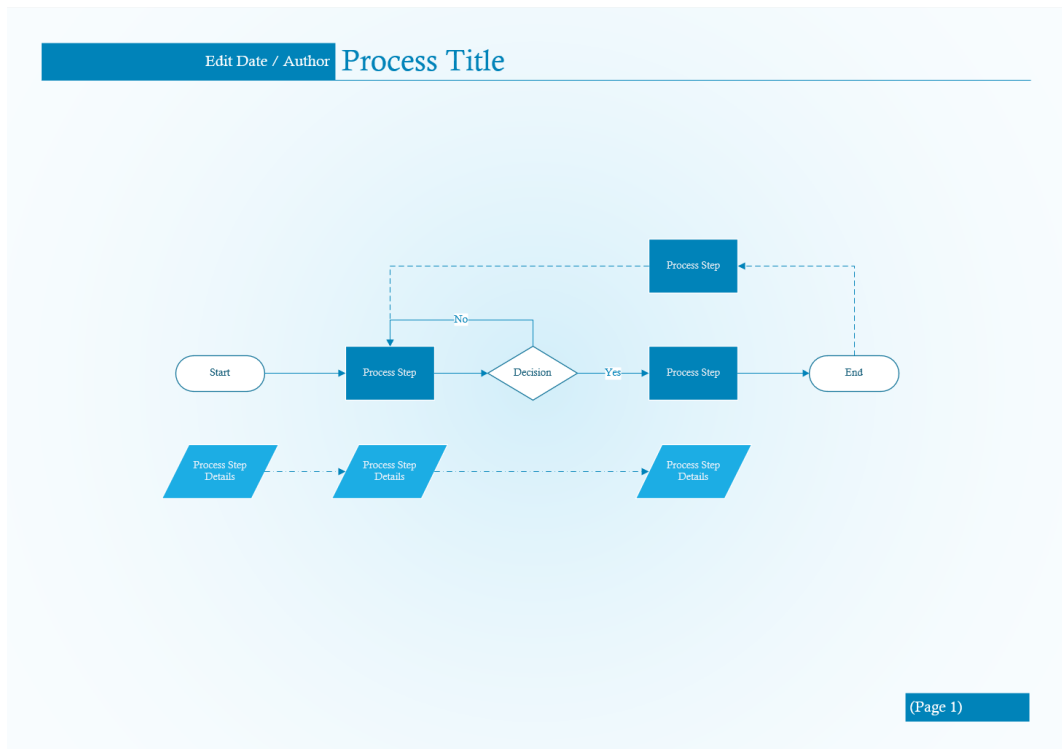 Edit Date / Author
Process Title
Process Step
No
Start
Process Step
Decision
Yes
Process Step
End
Process Step
Details
Process Step
Details
Process Step
Details
(Page 1)